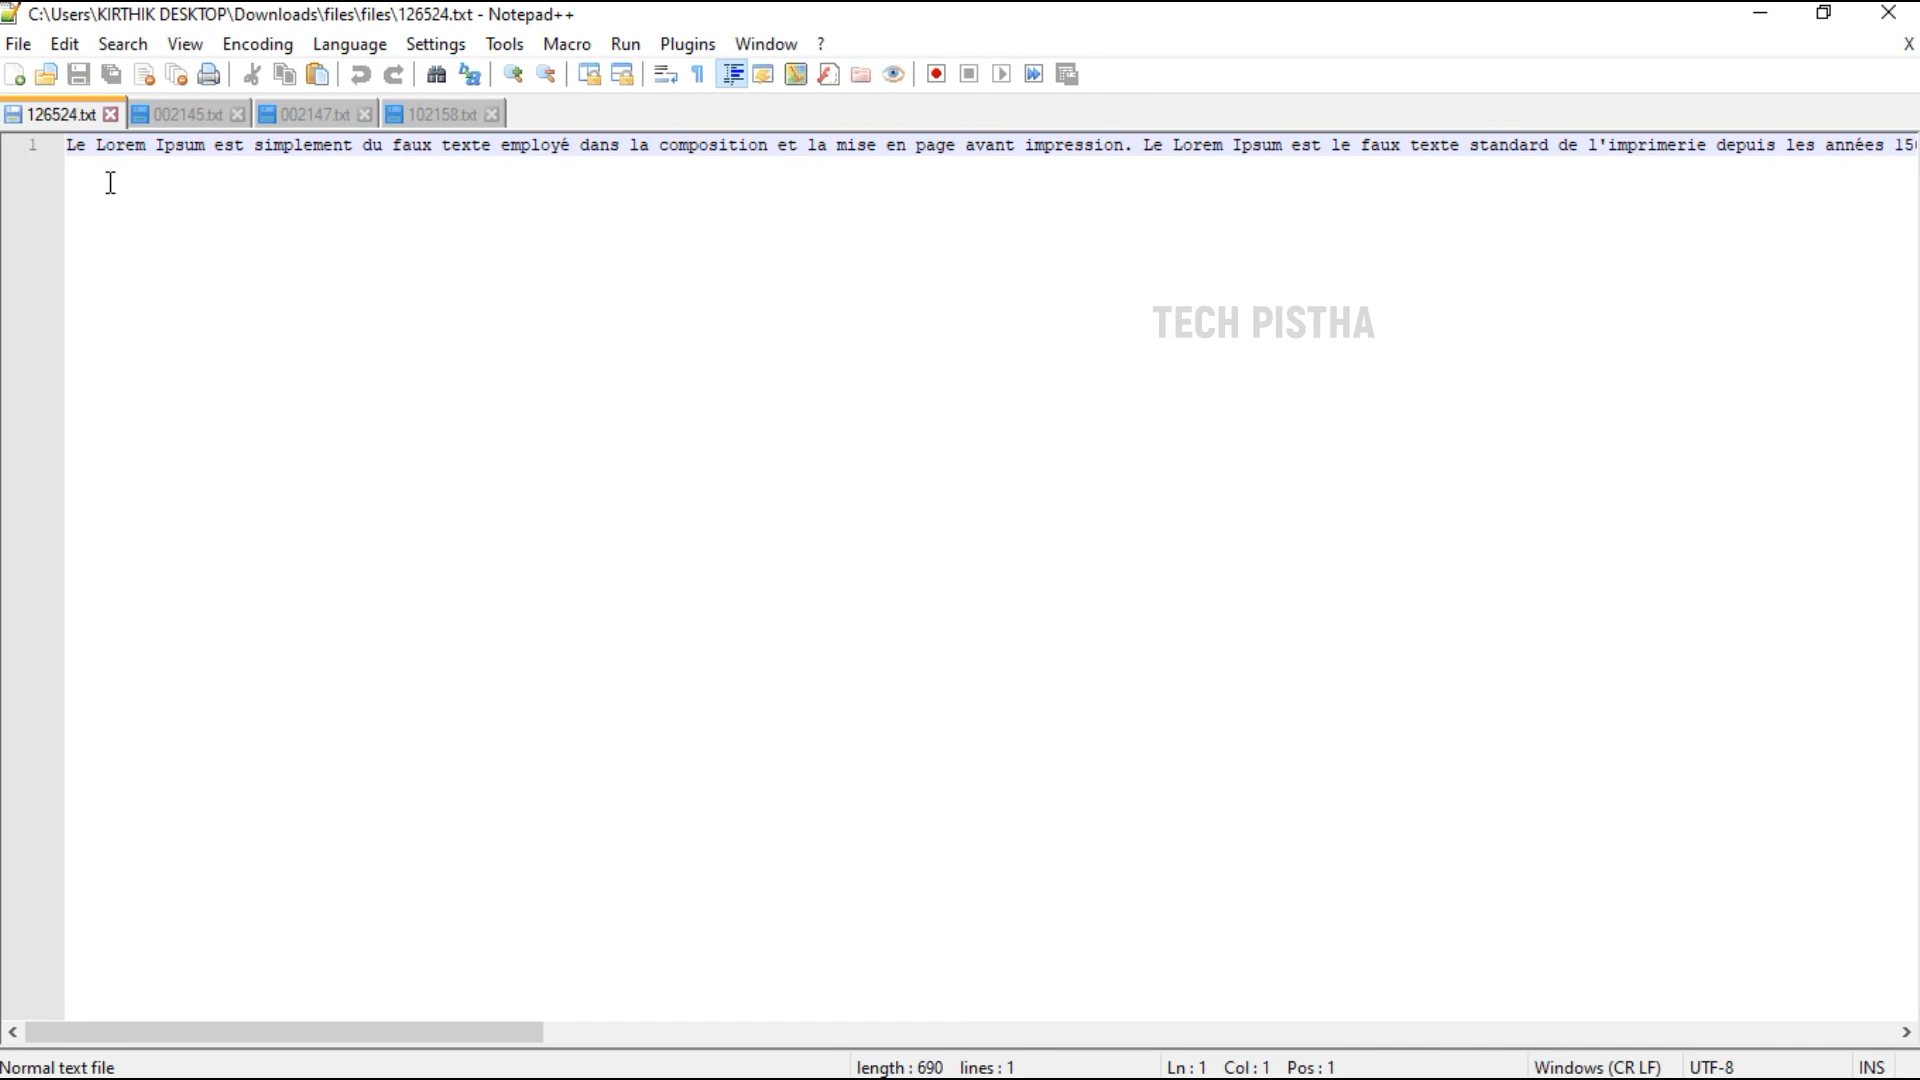 C:\Users\KIRTHIK DESKTOP\Downloads\files\files\126524.txt - Notepad++
File Edit Search View Encoding Language Settings Tools Macro Run Plugins Window ?
X
126524.txt 002145.txt 002147.txt 102158.txt
1 Le Lorem Ipsum est simplement du faux texte employé dans la composition et la mise en page avant impression. Le Lorem Ipsum est le faux texte standard de l'imprimerie depuis les années 15
TECH PISTHA
Normal text file length : 690 lines : 1 Ln : 1 Col : 1 Pos : 1 Windows (CR LF) UTF-8 INS